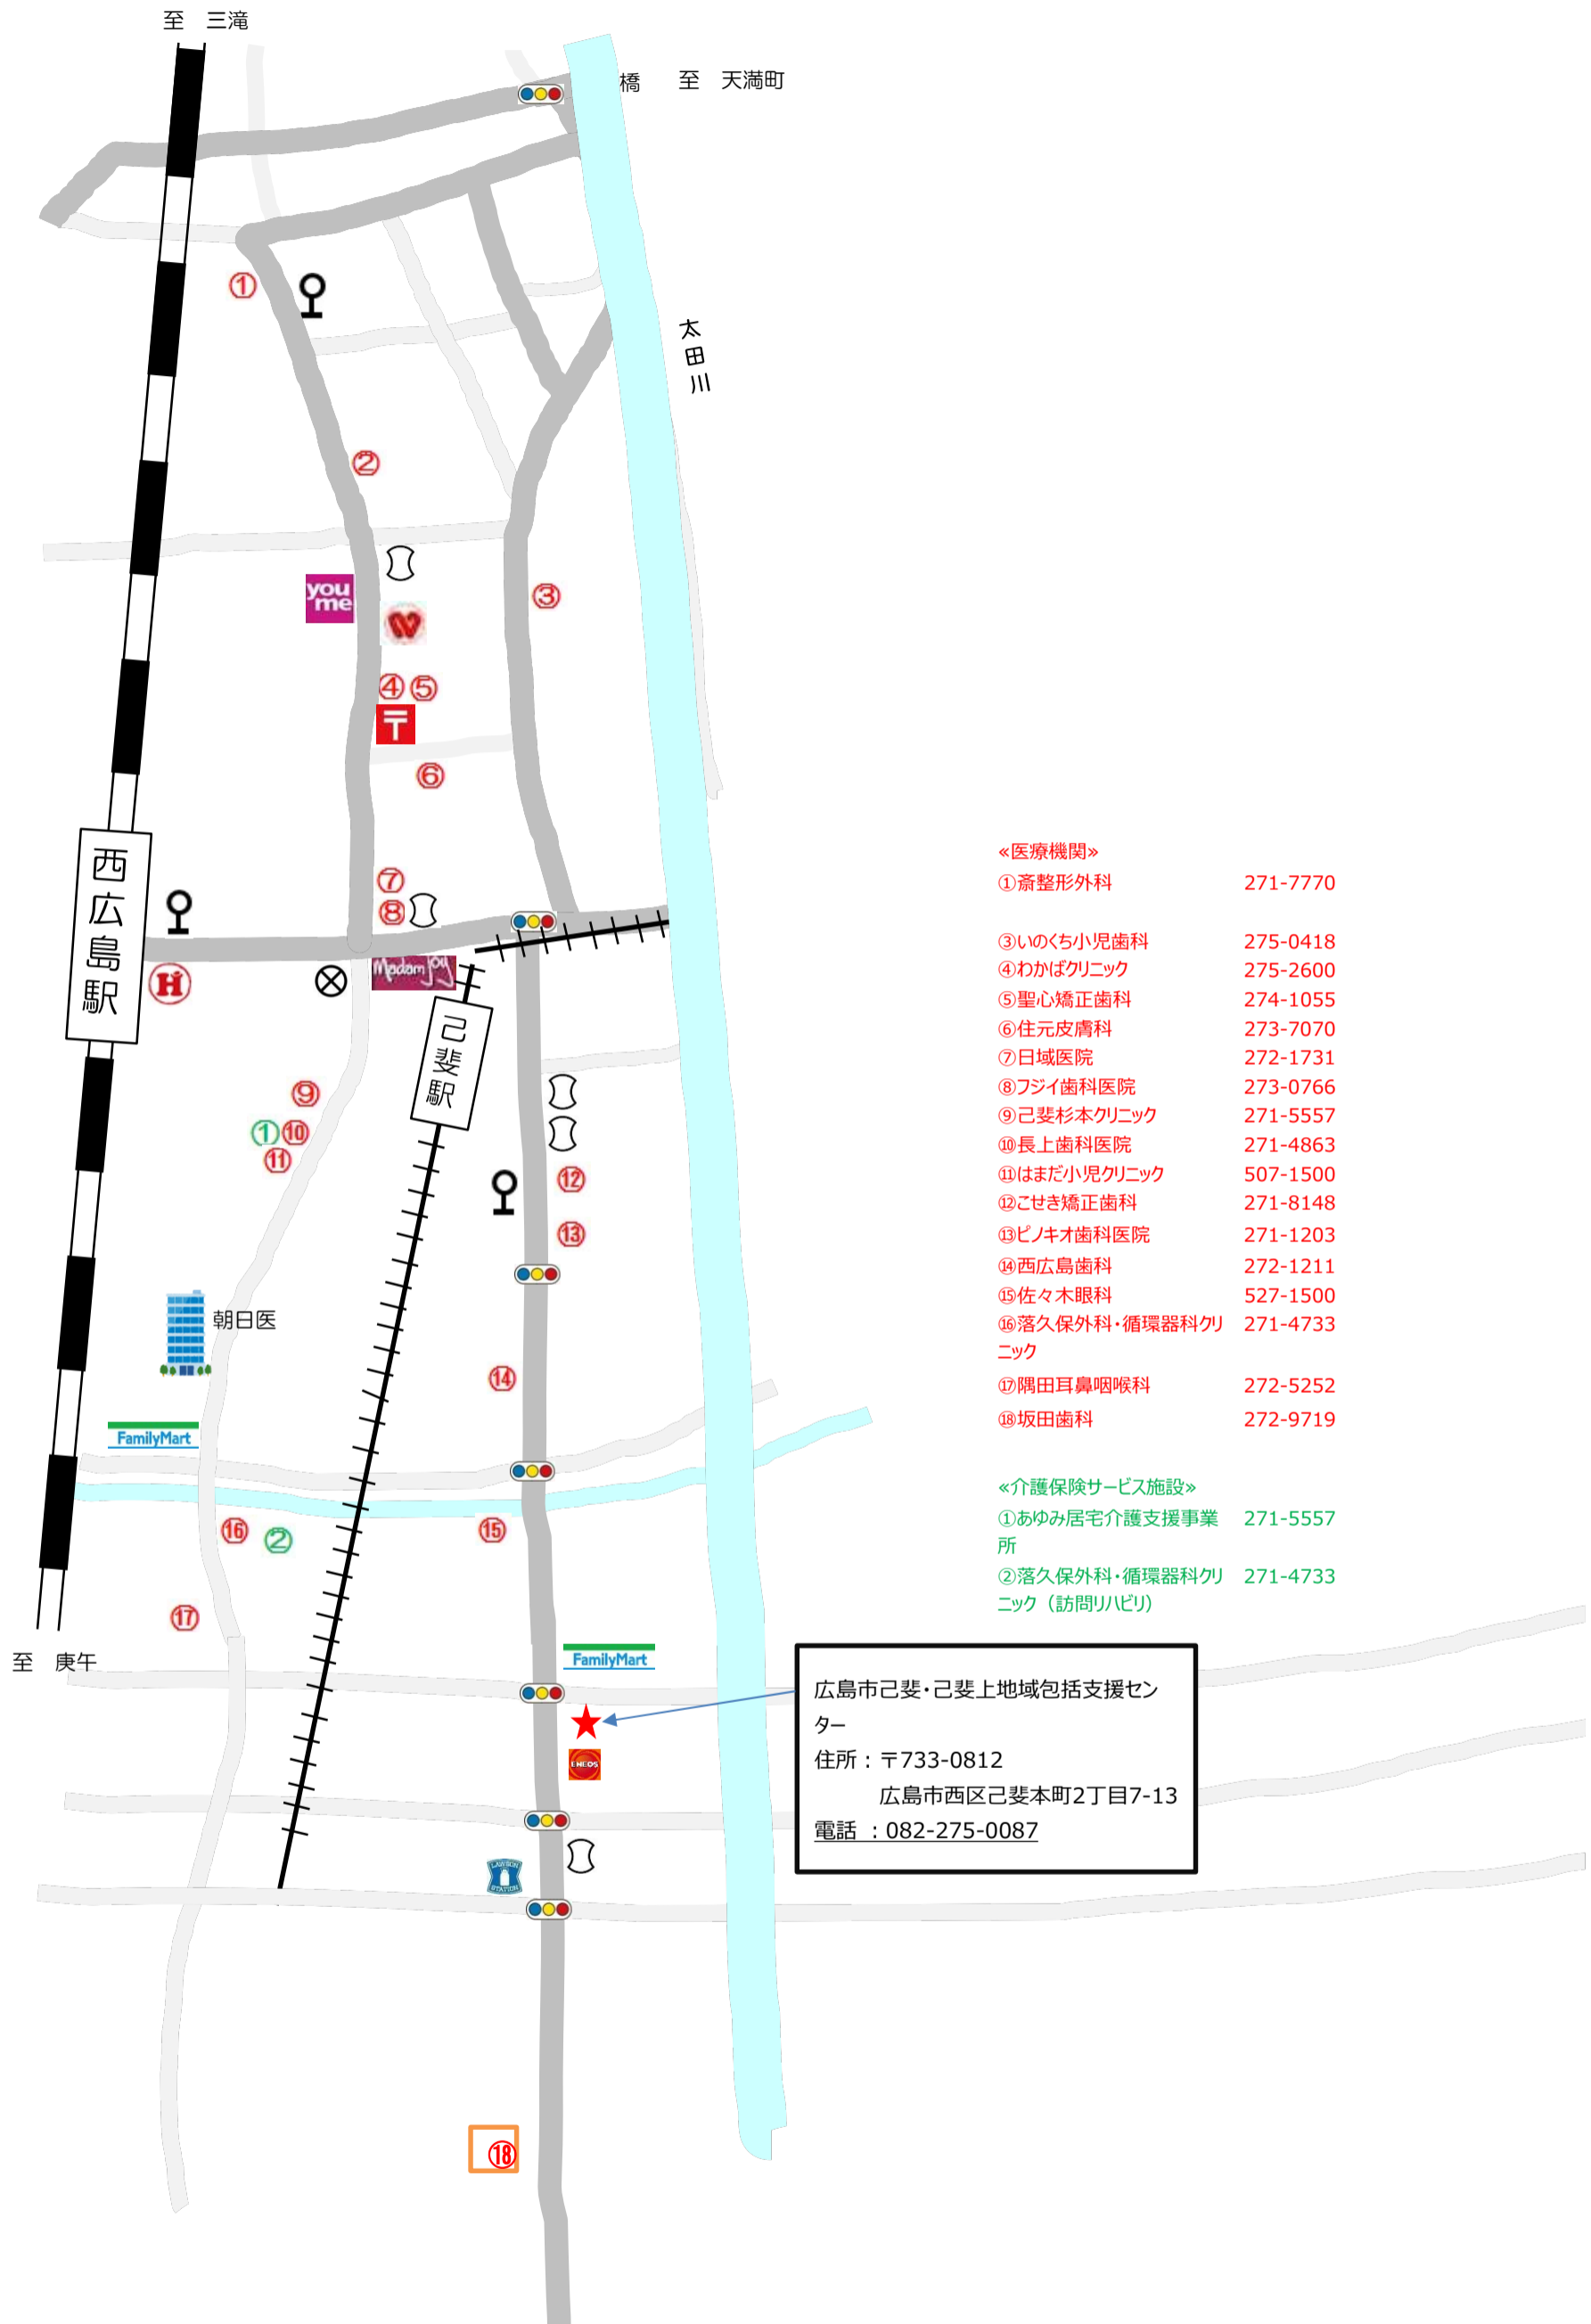 至　三滝
橋　至　天満町
①
太田川
②
you me
③
④⑤
〒
⑥
西広島駅
⑦
⑧
H
Madam Joy
己斐駅
⑨
①⑩
⑪
⑫
⑬
朝日医
⑭
FamilyMart
⑯
②
⑮
⑰
至　庚午
FamilyMart
ENEOS
LAWSON
STATION
⑱
≪医療機関≫
①斎整形外科 271-7770
③いのくち小児歯科 275-0418
④わかばクリニック 275-2600
⑤聖心矯正歯科 274-1055
⑥住元皮膚科 273-7070
⑦日域医院 272-1731
⑧フジイ歯科医院 273-0766
⑨己斐杉本クリニック 271-5557
⑩長上歯科医院 271-4863
⑪はまだ小児クリニック 507-1500
⑫こせき矯正歯科 271-8148
⑬ピノキオ歯科医院 271-1203
⑭西広島歯科 272-1211
⑮佐々木眼科 527-1500
⑯落久保外科・循環器科クリ 271-4733
ニック
⑰隅田耳鼻咽喉科 272-5252
⑱坂田歯科 272-9719
≪介護保険サービス施設≫
①あゆみ居宅介護支援事業 271-5557
所
②落久保外科・循環器科クリ 271-4733
ニック（訪問リハビリ）
広島市己斐・己斐上地域包括支援セン
ター
住所：〒733-0812
広島市西区己斐本町2丁目7-13
電話 ：082-275-0087